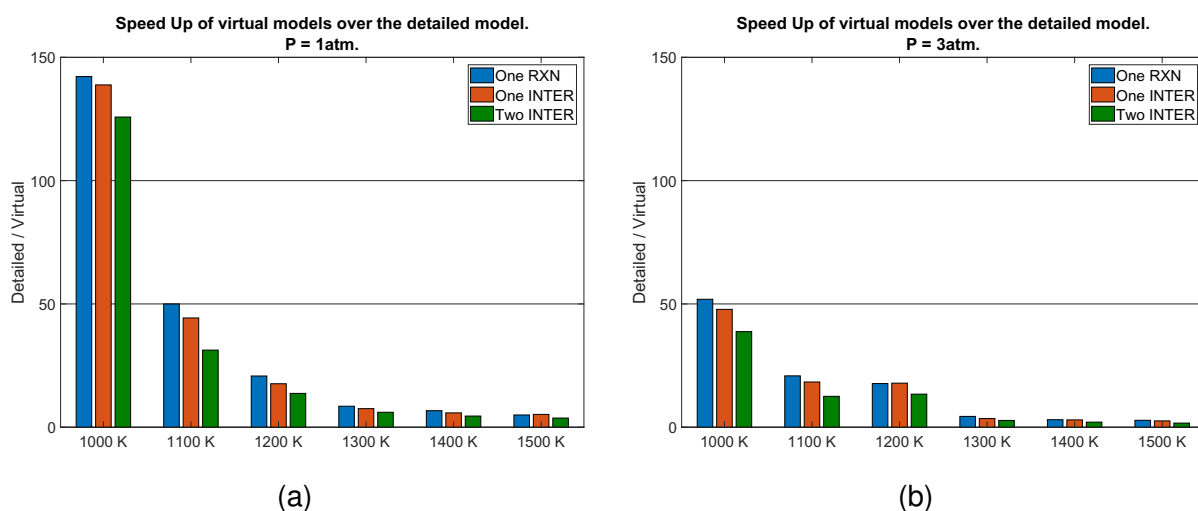 Speed Up of virtual models over the detailed model.
P = 1atm.
150
100
50
0
Detailed / Virtual
One RXN
One INTER
Two INTER
1000 K 1100 K 1200 K 1300 K 1400 K 1500 K
(a)
Speed Up of virtual models over the detailed model.
P = 3atm.
150
100
50
0
Detailed / Virtual
One RXN
One INTER
Two INTER
1000 K 1100 K 1200 K 1300 K 1400 K 1500 K
(b)